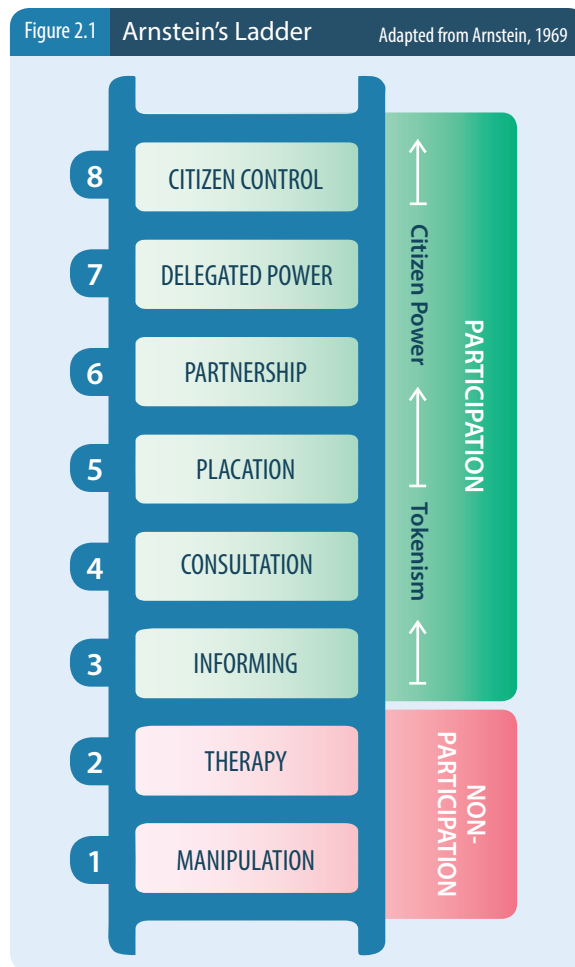 Figure 2.1
Arnstein's Ladder
Adapted from Arnstein, 1969
8
CITIZEN CONTROL
7
DELEGATED POWER
6
PARTNERSHIP
5
PLACATION
4
CONSULTATION
3
INFORMING
2
THERAPY
1
MANIPULATION
Citizen Power
Tokenism
PARTICIPATION
NON-
PARTICIPATION